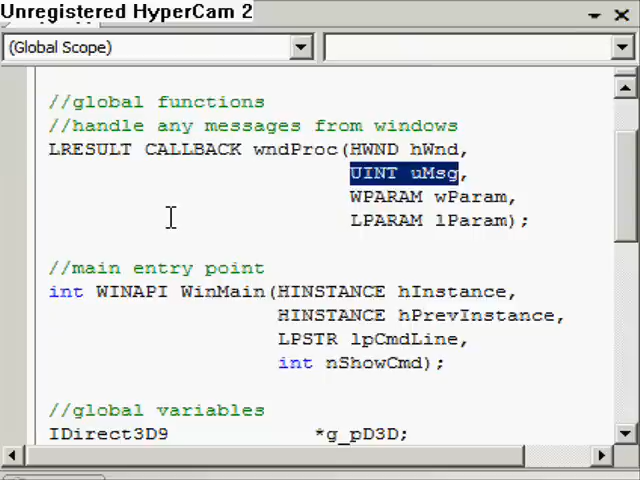 Unregistered HyperCam 2
(Global Scope)
//global functions
//handle any messages from windows
LRESULT CALLBACK wndProc(HWND hWnd,
UINT uMsg,
WPARAM wParam,
LPARAM lParam);
//main entry point
int WINAPI WinMain(HINSTANCE hInstance,
HINSTANCE hPrevInstance,
LPSTR lpCmdLine,
int nShowCmd);
//global variables
IDirect3D9 *g_pD3D;